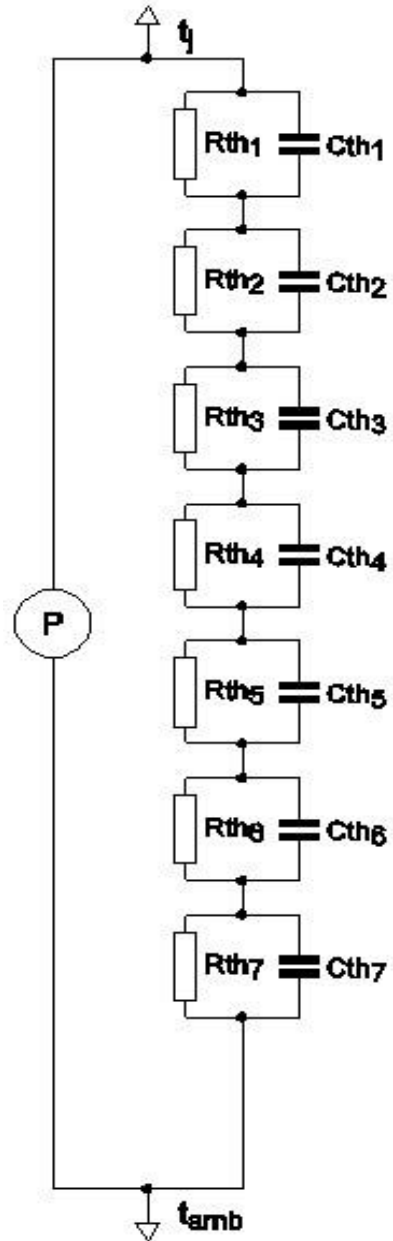 tj
Rth1 Cth1
Rth2 Cth2
Rth3 Cth3
Rth4 Cth4
P
Rth5 Cth5
Rth6 Cth6
Rth7 Cth7
tamb